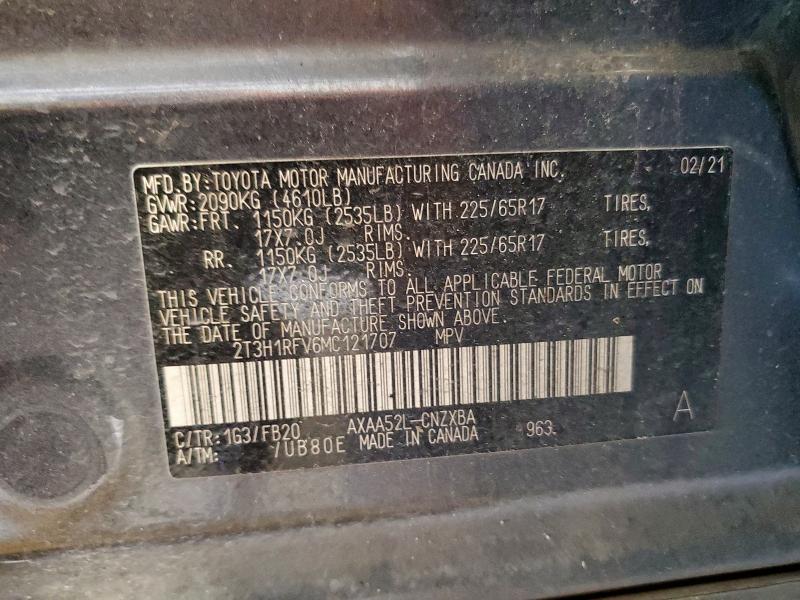 MFD.BY:TOYOTA MOTOR MANUFACTURING CANADA INC. 02/21
GVWR:2090KG (4610LB)
GAWR:FRT. 1150KG (2535LB) WITH 225/65R17 TIRES,
17X7.0J RIMS.
RR. 1150KG (2535LB) WITH 225/65R17 TIRES,
17X7.0J RIMS.
THIS VEHICLE CONFORMS TO ALL APPLICABLE FEDERAL MOTOR
VEHICLE SAFETY AND THEFT PREVENTION STANDARDS IN EFFECT ON
THE DATE OF MANUFACTURE SHOWN ABOVE.
2T3H1RFV6MC121707 MPV
A
C/TR: 1G3/FB20 AXAA52L-CNZXBA 963
A/TM: /UB80E MADE IN CANADA